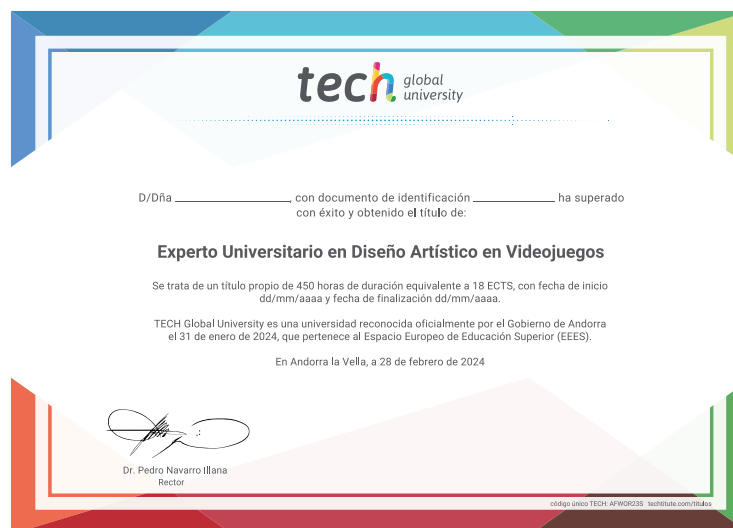 tech global university
D/Dña ____________________, con documento de identificación ______________ ha superado
con éxito y obtenido el título de:
Experto Universitario en Diseño Artístico en Videojuegos
Se trata de un título propio de 450 horas de duración equivalente a 18 ECTS, con fecha de inicio
dd/mm/aaaa y fecha de finalización dd/mm/aaaa.
TECH Global University es una universidad reconocida oficialmente por el Gobierno de Andorra
el 31 de enero de 2024, que pertenece al Espacio Europeo de Educación Superior (EEES).
En Andorra la Vella, a 28 de febrero de 2024
Dr. Pedro Navarro Illana
Rector
código único TECH: AFWOR23S techtitute.com/titulos